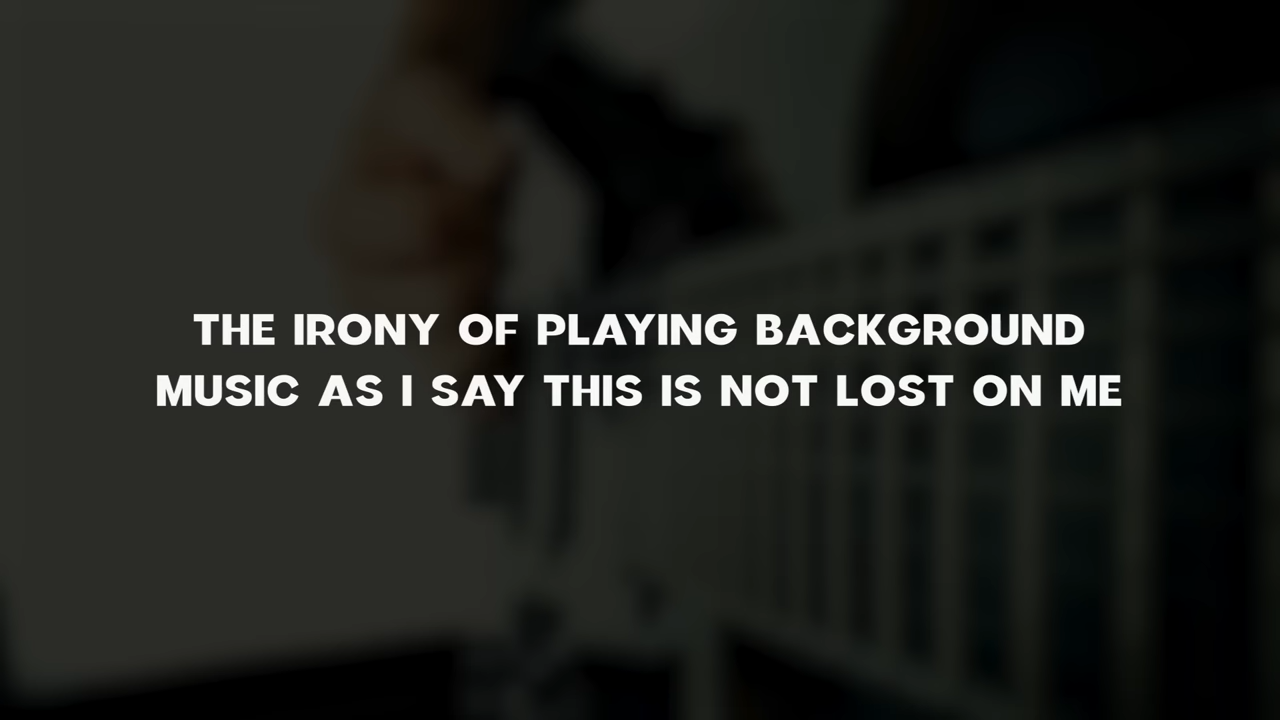 THE IRONY OF PLAYING BACKGROUND
MUSIC AS I SAY THIS IS NOT LOST ON ME